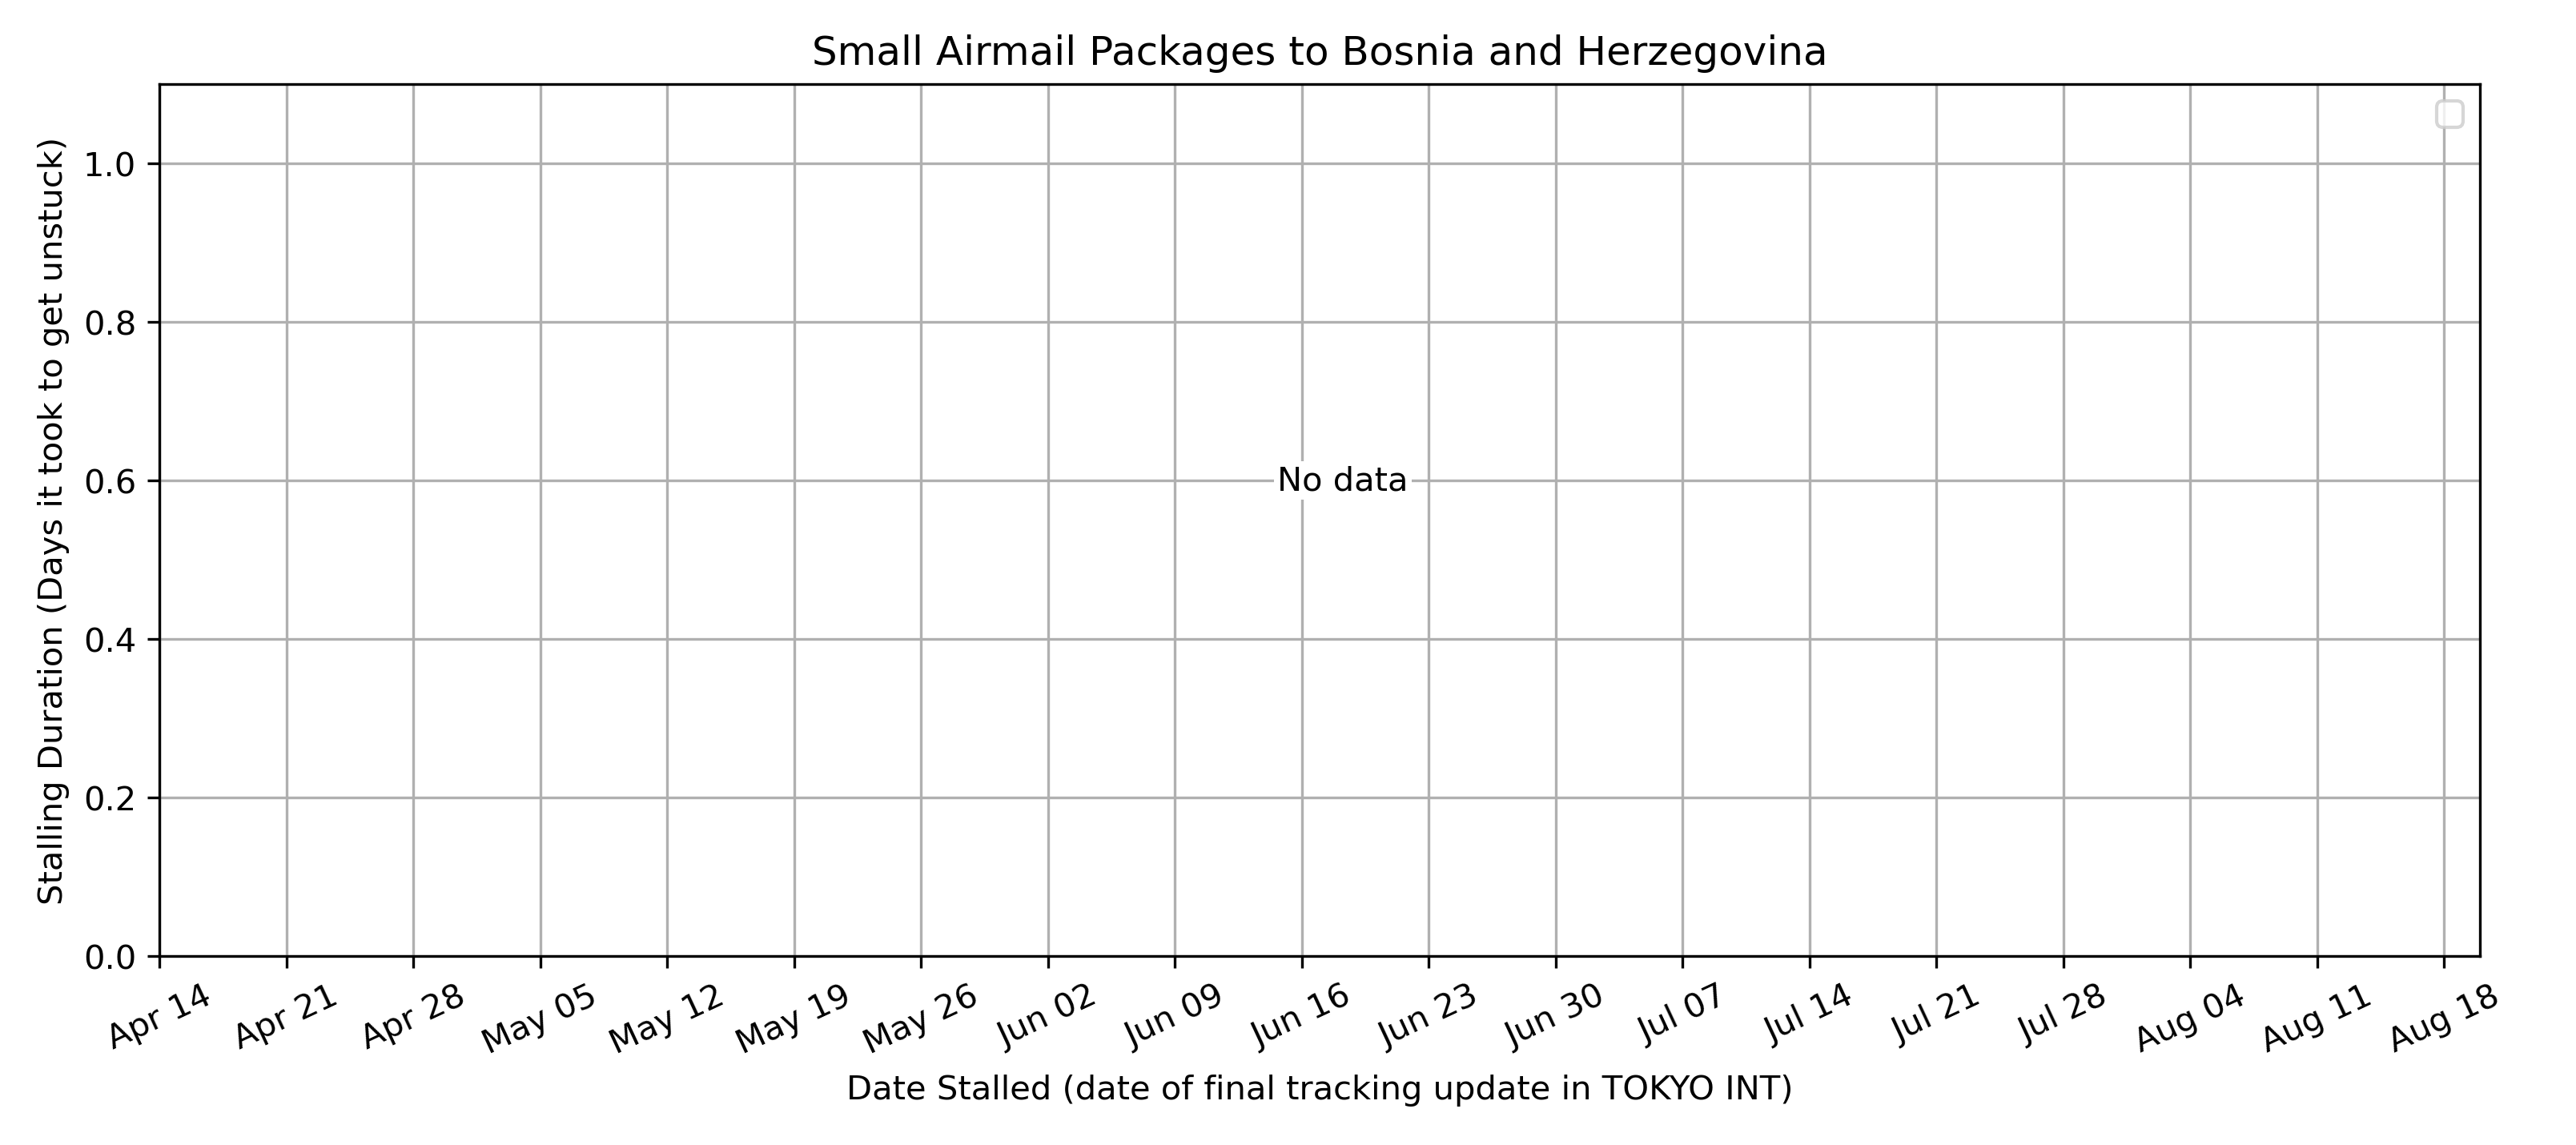 Small Airmail Packages to Bosnia and Herzegovina
Stalling Duration (Days it took to get unstuck)
1.0
0.8
0.6
0.4
0.2
0.0
No data
Apr 14 Apr 21 Apr 28 May 05 May 12 May 19 May 26 Jun 02 Jun 09 Jun 16 Jun 23 Jun 30 Jul 07 Jul 14 Jul 21 Jul 28 Aug 04 Aug 11 Aug 18
Date Stalled (date of final tracking update in TOKYO INT)